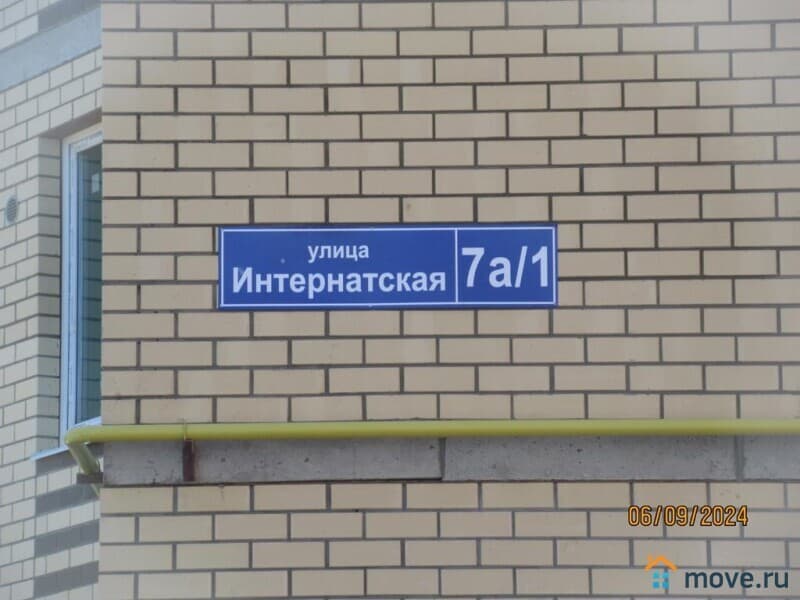 улица
Интернатская
7а/1
06/09/2024
move.ru